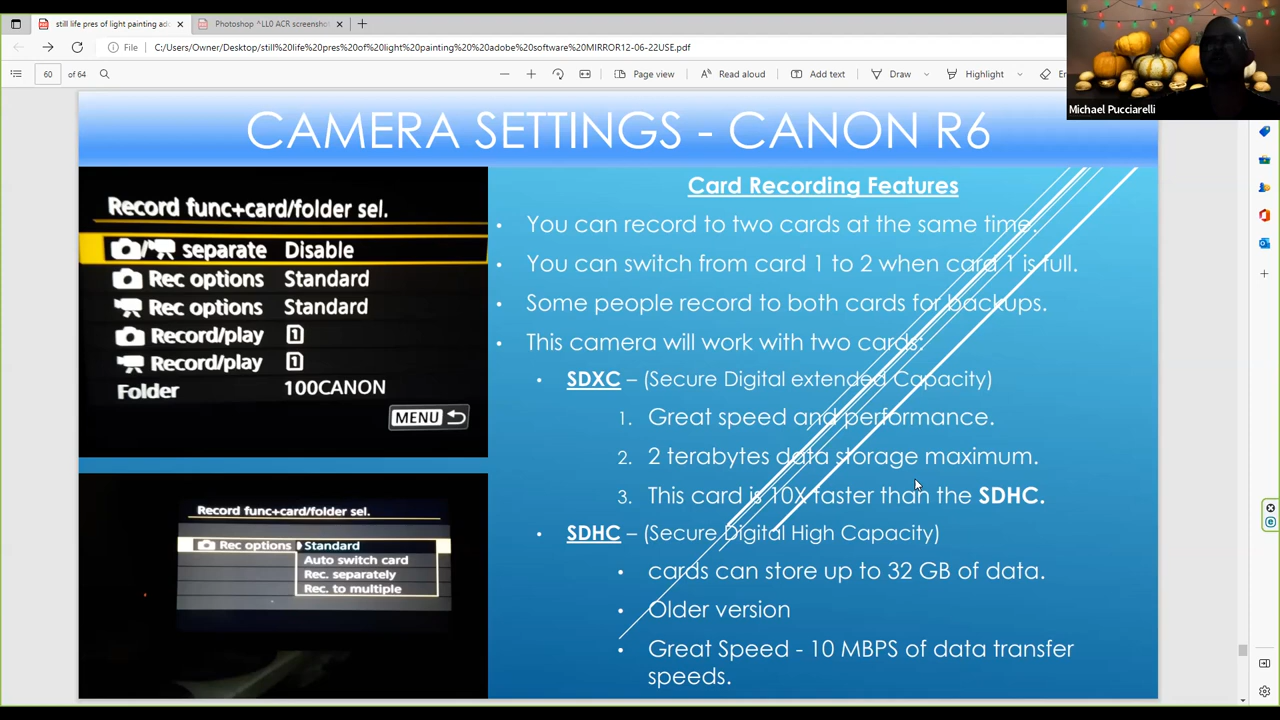 still life pres of light painting ado
Photoshop ^LL0 ACR screenshot
File
C:/Users/Owner/Desktop/still%20life%20pres%20of%20light%20painting%20%20adobe%20software%20MIRROR12-06-22USE.pdf
60 of 64
Page view
Read aloud
Add text
Draw
Highlight
Michael Pucciarelli
CAMERA SETTINGS - CANON R6
Record func+card/folder sel.
separate Disable
Rec options Standard
Rec options Standard
Record/play 1
Record/play 1
Folder 100CANON
MENU
Record func+card/folder sel.
Rec options Standard
Auto switch card
Rec. separately
Rec. to multiple
Card Recording Features
• You can record to two cards at the same time.
• You can switch from card 1 to 2 when card 1 is full.
• Some people record to both cards for backups.
• This camera will work with two cards:
• SDXC – (Secure Digital extended Capacity)
1. Great speed and performance.
2. 2 terabytes data storage maximum.
3. This card is 10X faster than the SDHC.
• SDHC – (Secure Digital High Capacity)
• cards can store up to 32 GB of data.
• Older version
• Great Speed - 10 MBPS of data transfer
speeds.